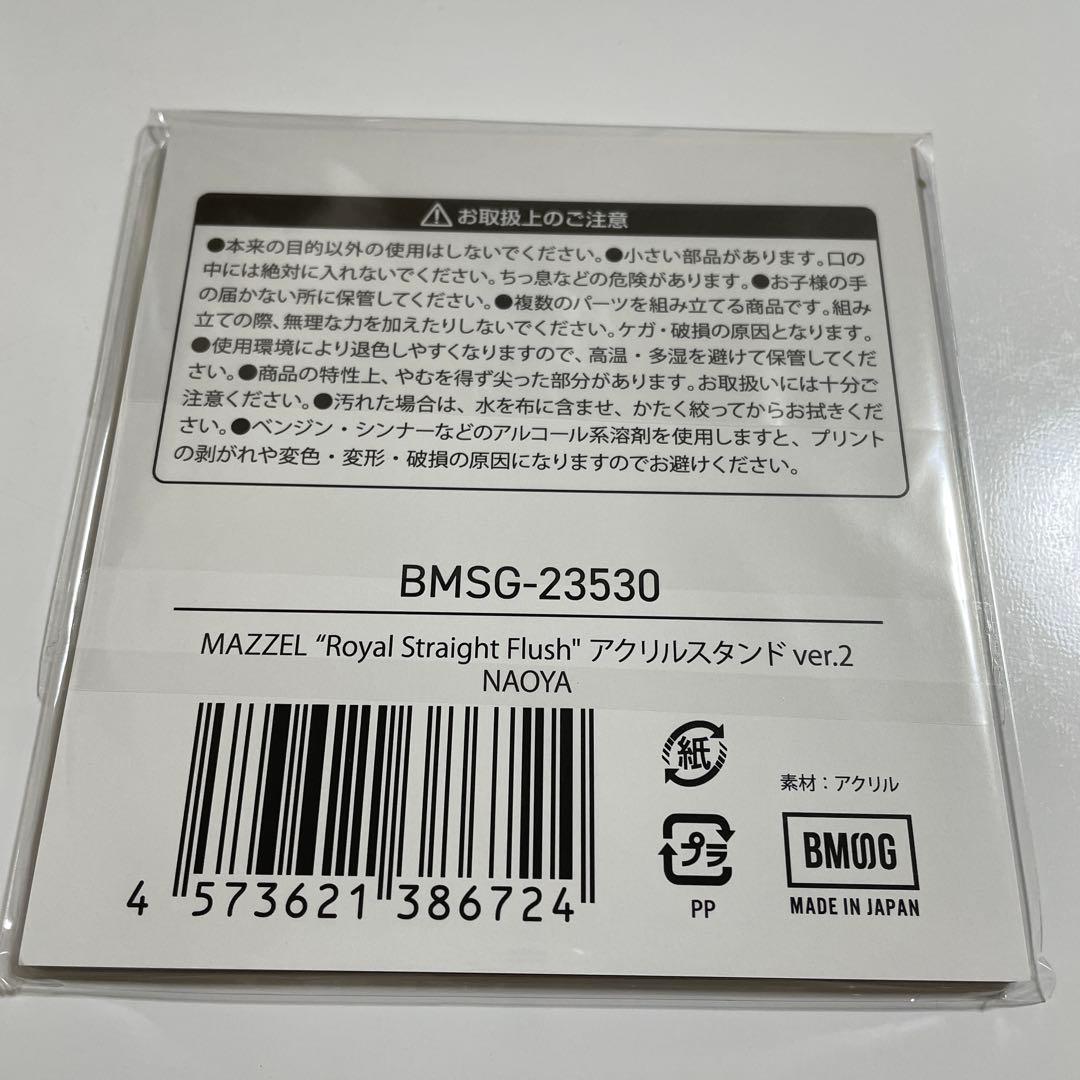 ⚠お取扱上のご注意
●本来の目的以外の使用はしないでください。●小さい部品があります。口の
中には絶対に入れないでください。ちっ息などの危険があります。●お子様の手
の届かない所に保管してください。●複数のパーツを組み立てる商品です。組み
立ての際、無理な力を加えたりしないでください。ケガ・破損の原因となります。
●使用環境により退色しやすくなりますので、高温・多湿を避けて保管してくだ
さい。●商品の特性上、やむを得ず尖った部分があります。お取扱いには十分ご
注意ください。●汚れた場合は、水を布に含ませ、かたく絞ってからお拭きくだ
さい。●ベンジン・シンナーなどのアルコール系溶剤を使用しますと、プリント
の剥がれや変色・変形・破損の原因になりますのでお避けください。
BMSG-23530
MAZZEL “Royal Straight Flush" アクリルスタンド ver.2
NAOYA
4 573621 386724
紙
プラ
PP
素材：アクリル
BMSG
MADE IN JAPAN